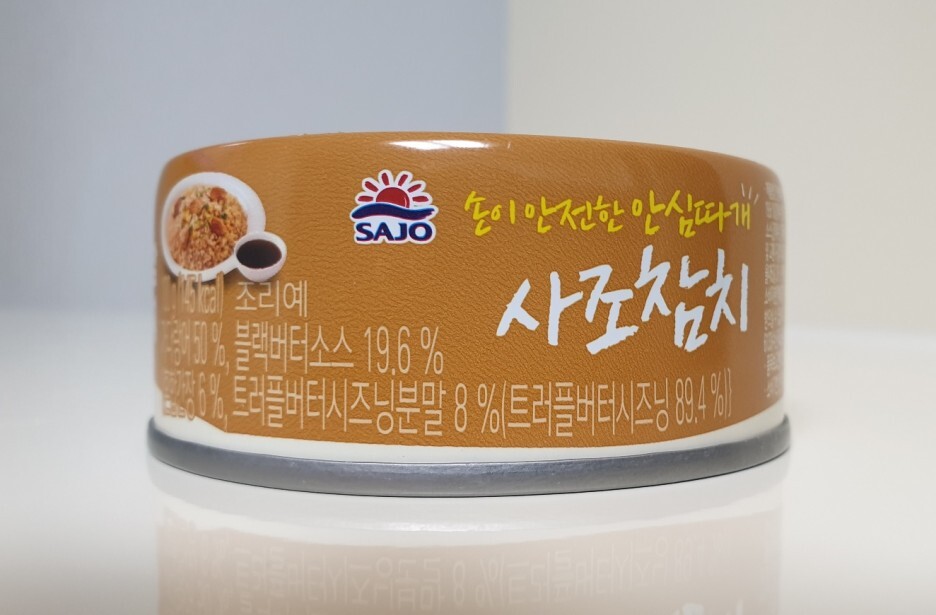 SAJO
손이 안전한 안심따개
사조참치
조리예
50 %, 블랙버터소스 19.6 %
6 %, 트러플버터시즈닝분말 8 %{트러플버터시즈닝 89.4 %)}